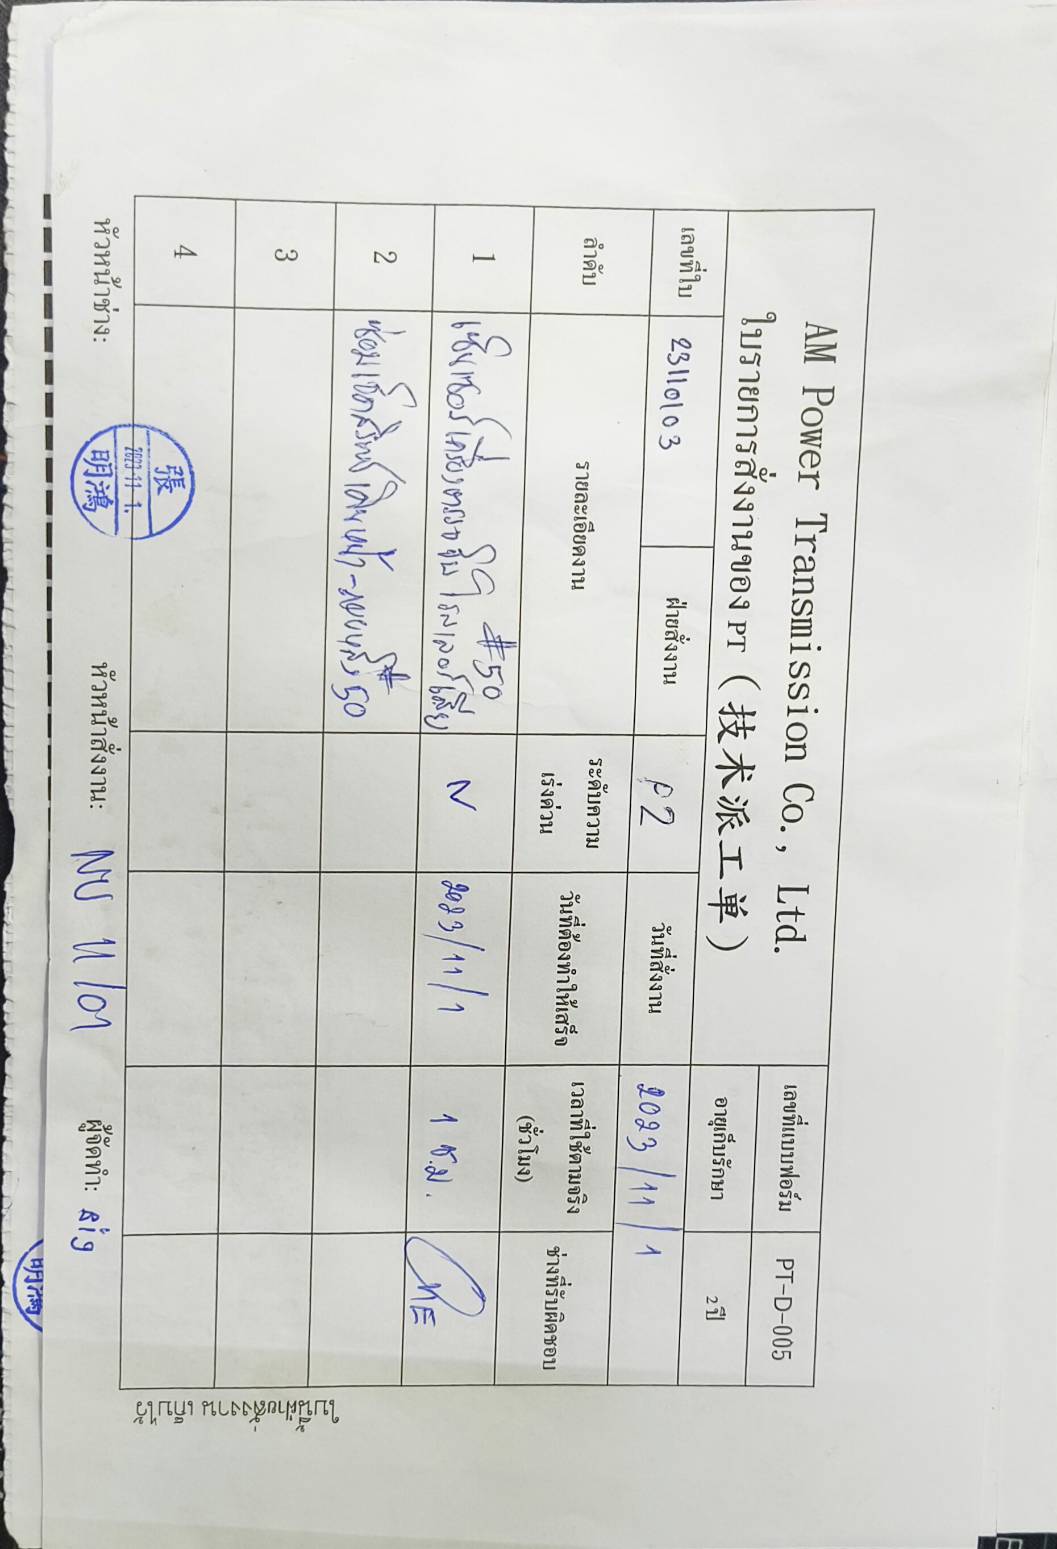 AM Power Transmission Co., Ltd.
ใบรายการสั่งงานของ PT (技术派工单)
เลขที่แบบฟอร์ม PT-D-005
อายุเก็บรักษา 2 ปี
เลขที่ใบ 23110103 ฝ่ายสั่งงาน P2 วันที่สั่งงาน 2023/11/1
ลำดับ รายละเอียดงาน ระดับความเร่งด่วน วันที่ต้องทำให้เสร็จ เวลาที่ใช้ตามจริง (ชั่วโมง) ช่างที่รับผิดชอบ
#50
1 เซ็นเซอร์เครื่องตรวจจับโรลเลอร์เสีย N 2023/11/1 1 ช.ม.
2 ซ่อมเช็คสวิทช์เดินหน้า-ถอยหลัง #50
3
4
張
2023-11-1.
明鴻
หัวหน้าช่าง: หัวหน้าสั่งงาน: NU 11/01 ผู้จัดทำ: Big
ใบนี้ฝ่ายสั่งงาน เก็บไว้
明鴻